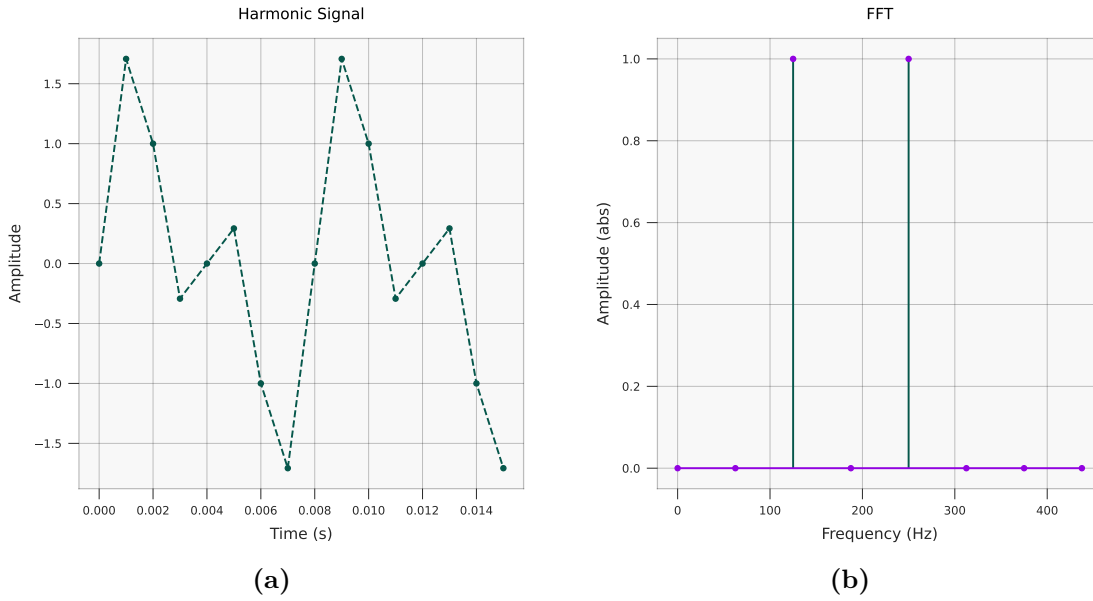 Harmonic Signal
1.5
1.0
0.5
0.0
−0.5
−1.0
−1.5
Amplitude
0.000 0.002 0.004 0.006 0.008 0.010 0.012 0.014
Time (s)
(a)
FFT
1.0
0.8
0.6
0.4
0.2
0.0
Amplitude (abs)
0 100 200 300 400
Frequency (Hz)
(b)